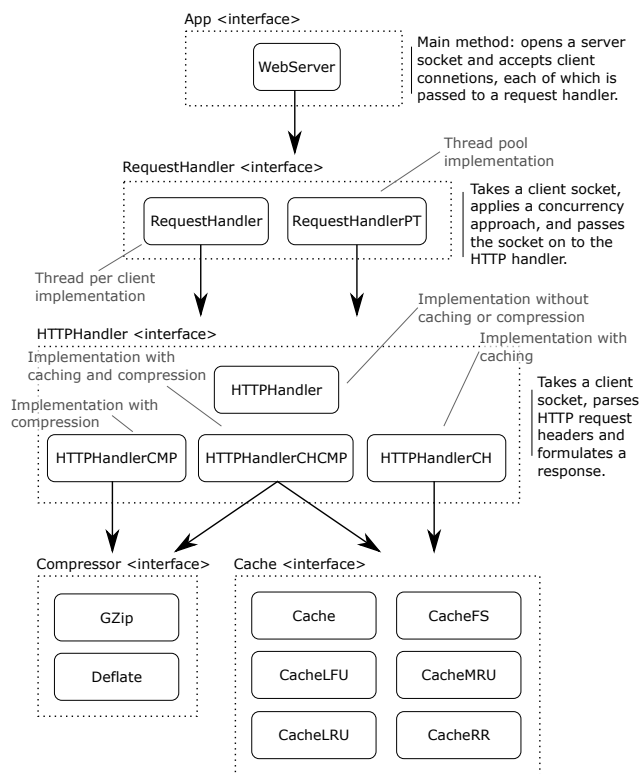 App <interface>
WebServer
Main method: opens a server
socket and accepts client
connetions, each of which is
passed to a request handler.
Thread pool
implementation
RequestHandler <interface>
RequestHandler
RequestHandlerPT
Takes a client socket,
applies a concurrency
approach, and passes
the socket on to the
HTTP handler.
Thread per client
implementation
Implementation without
caching or compression
HTTPHandler <interface>
Implementation with
caching
Implementation with
caching and compression
HTTPHandler
Implementation with
compression
Takes a client
socket, parses
HTTP request
headers and
formulates a
response.
HTTPHandlerCMP
HTTPHandlerCHCMP
HTTPHandlerCH
Compressor <interface>
Cache <interface>
GZip
Deflate
Cache
CacheFS
CacheLFU
CacheMRU
CacheLRU
CacheRR